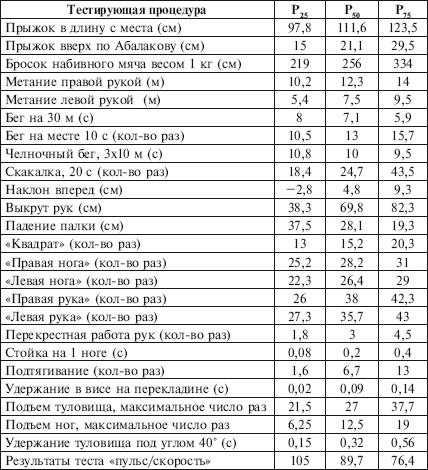 Тестирующая процедура P25 P50 P75
Прыжок в длину с места (см) 97,8 111,6 123,5
Прыжок вверх по Абалакову (см) 15 21,1 29,5
Бросок набивного мяча весом 1 кг (см) 219 256 334
Метание правой рукой (м) 10,2 12,3 14
Метание левой рукой (м) 5,4 7,5 9,5
Бег на 30 м (с) 8 7,1 5,9
Бег на месте 10 с (кол-во раз) 10,5 13 15,7
Челночный бег, 3х10 м (с) 10,8 10 9,5
Скакалка, 20 с (кол-во раз) 18,4 24,7 43,5
Наклон вперед (см) −2,8 4,8 9,3
Выкрут рук (см) 38,3 69,8 82,3
Падение палки (см) 37,5 28,1 19,3
«Квадрат» (кол-во раз) 13 15,2 20,3
«Правая нога» (кол-во раз) 25,2 28,2 31
«Левая нога» (кол-во раз) 22,3 26,4 29
«Правая рука» (кол-во раз) 26 38 42,3
«Левая рука» (кол-во раз) 27,3 35,7 43
Перекрестная работа рук (кол-во раз) 1,8 3 4,5
Стойка на 1 ноге (с) 0,08 0,2 0,4
Подтягивание (кол-во раз) 1,6 6,7 13
Удержание в висе на перекладине (с) 0,02 0,09 0,14
Подъем туловища, максимальное число раз 21,5 27 37,7
Подъем ног, максимальное число раз 6,25 12,5 19
Удержание туловища под углом 40° (с) 0,15 0,32 0,56
Результаты теста «пульс/скорость» 105 89,7 76,4